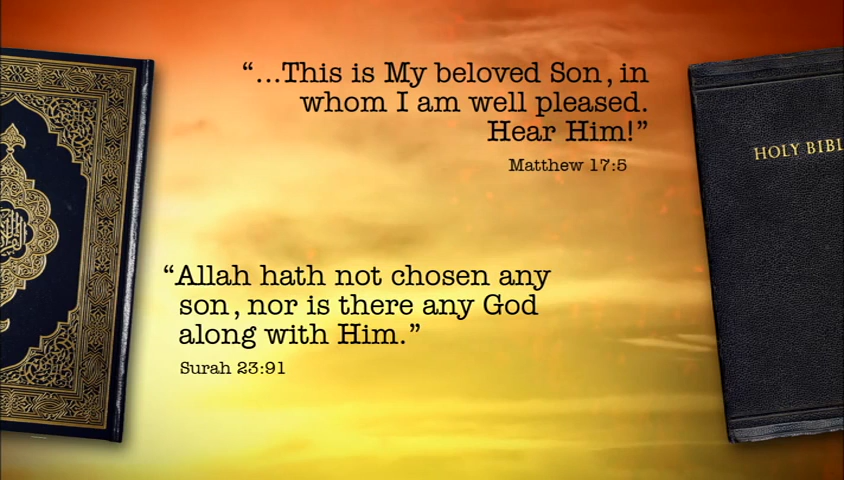 “...This is My beloved Son, in
whom I am well pleased.
Hear Him!”
Matthew 17:5
HOLY BIBL
“Allah hath not chosen any
son, nor is there any God
along with Him.”
Surah 23:91